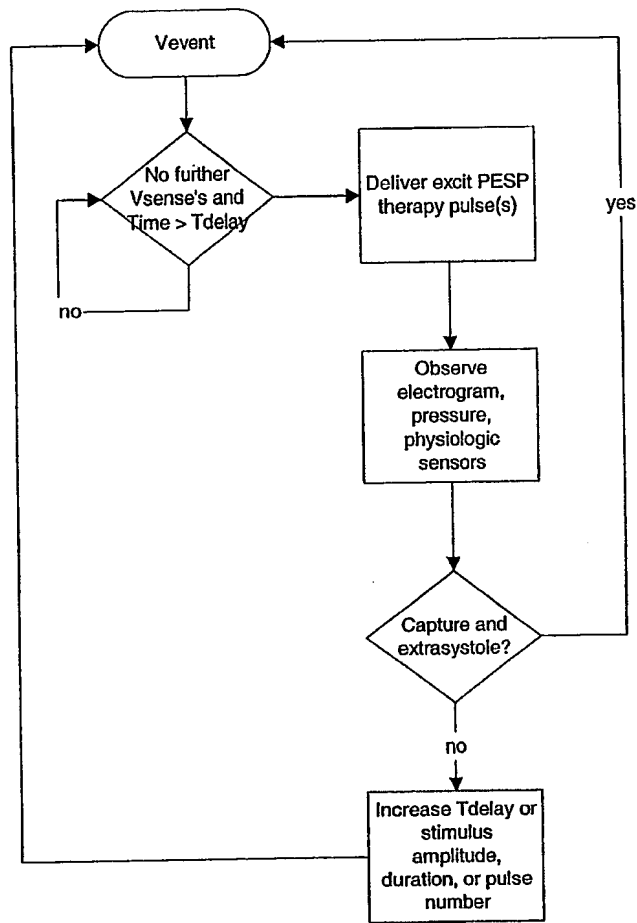 Vevent
No further
Vsense's and
Time > Tdelay
no
Deliver excit PESP
therapy pulse(s)
yes
Observe
electrogram,
pressure,
physiologic
sensors
Capture and
extrasystole?
no
Increase Tdelay or
stimulus
amplitude,
duration, or pulse
number